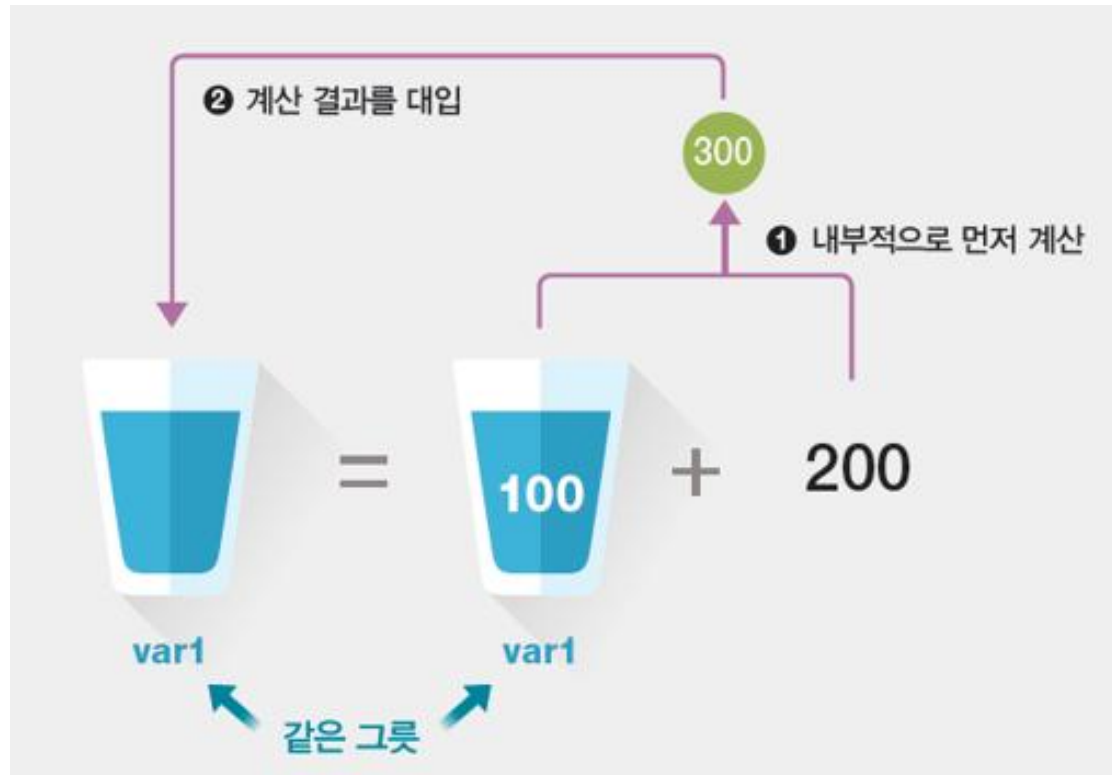 ❷ 계산 결과를 대입
300
❶ 내부적으로 먼저 계산
= 100 + 200
var1 var1
같은 그릇